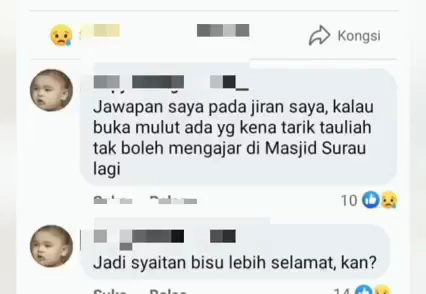 Kongsi
Jawapan saya pada jiran saya, kalau
buka mulut ada yg kena tarik tauliah
tak boleh mengajar di Masjid Surau
lagi
10
Jadi syaitan bisu lebih selamat, kan?
Suka Balas 14